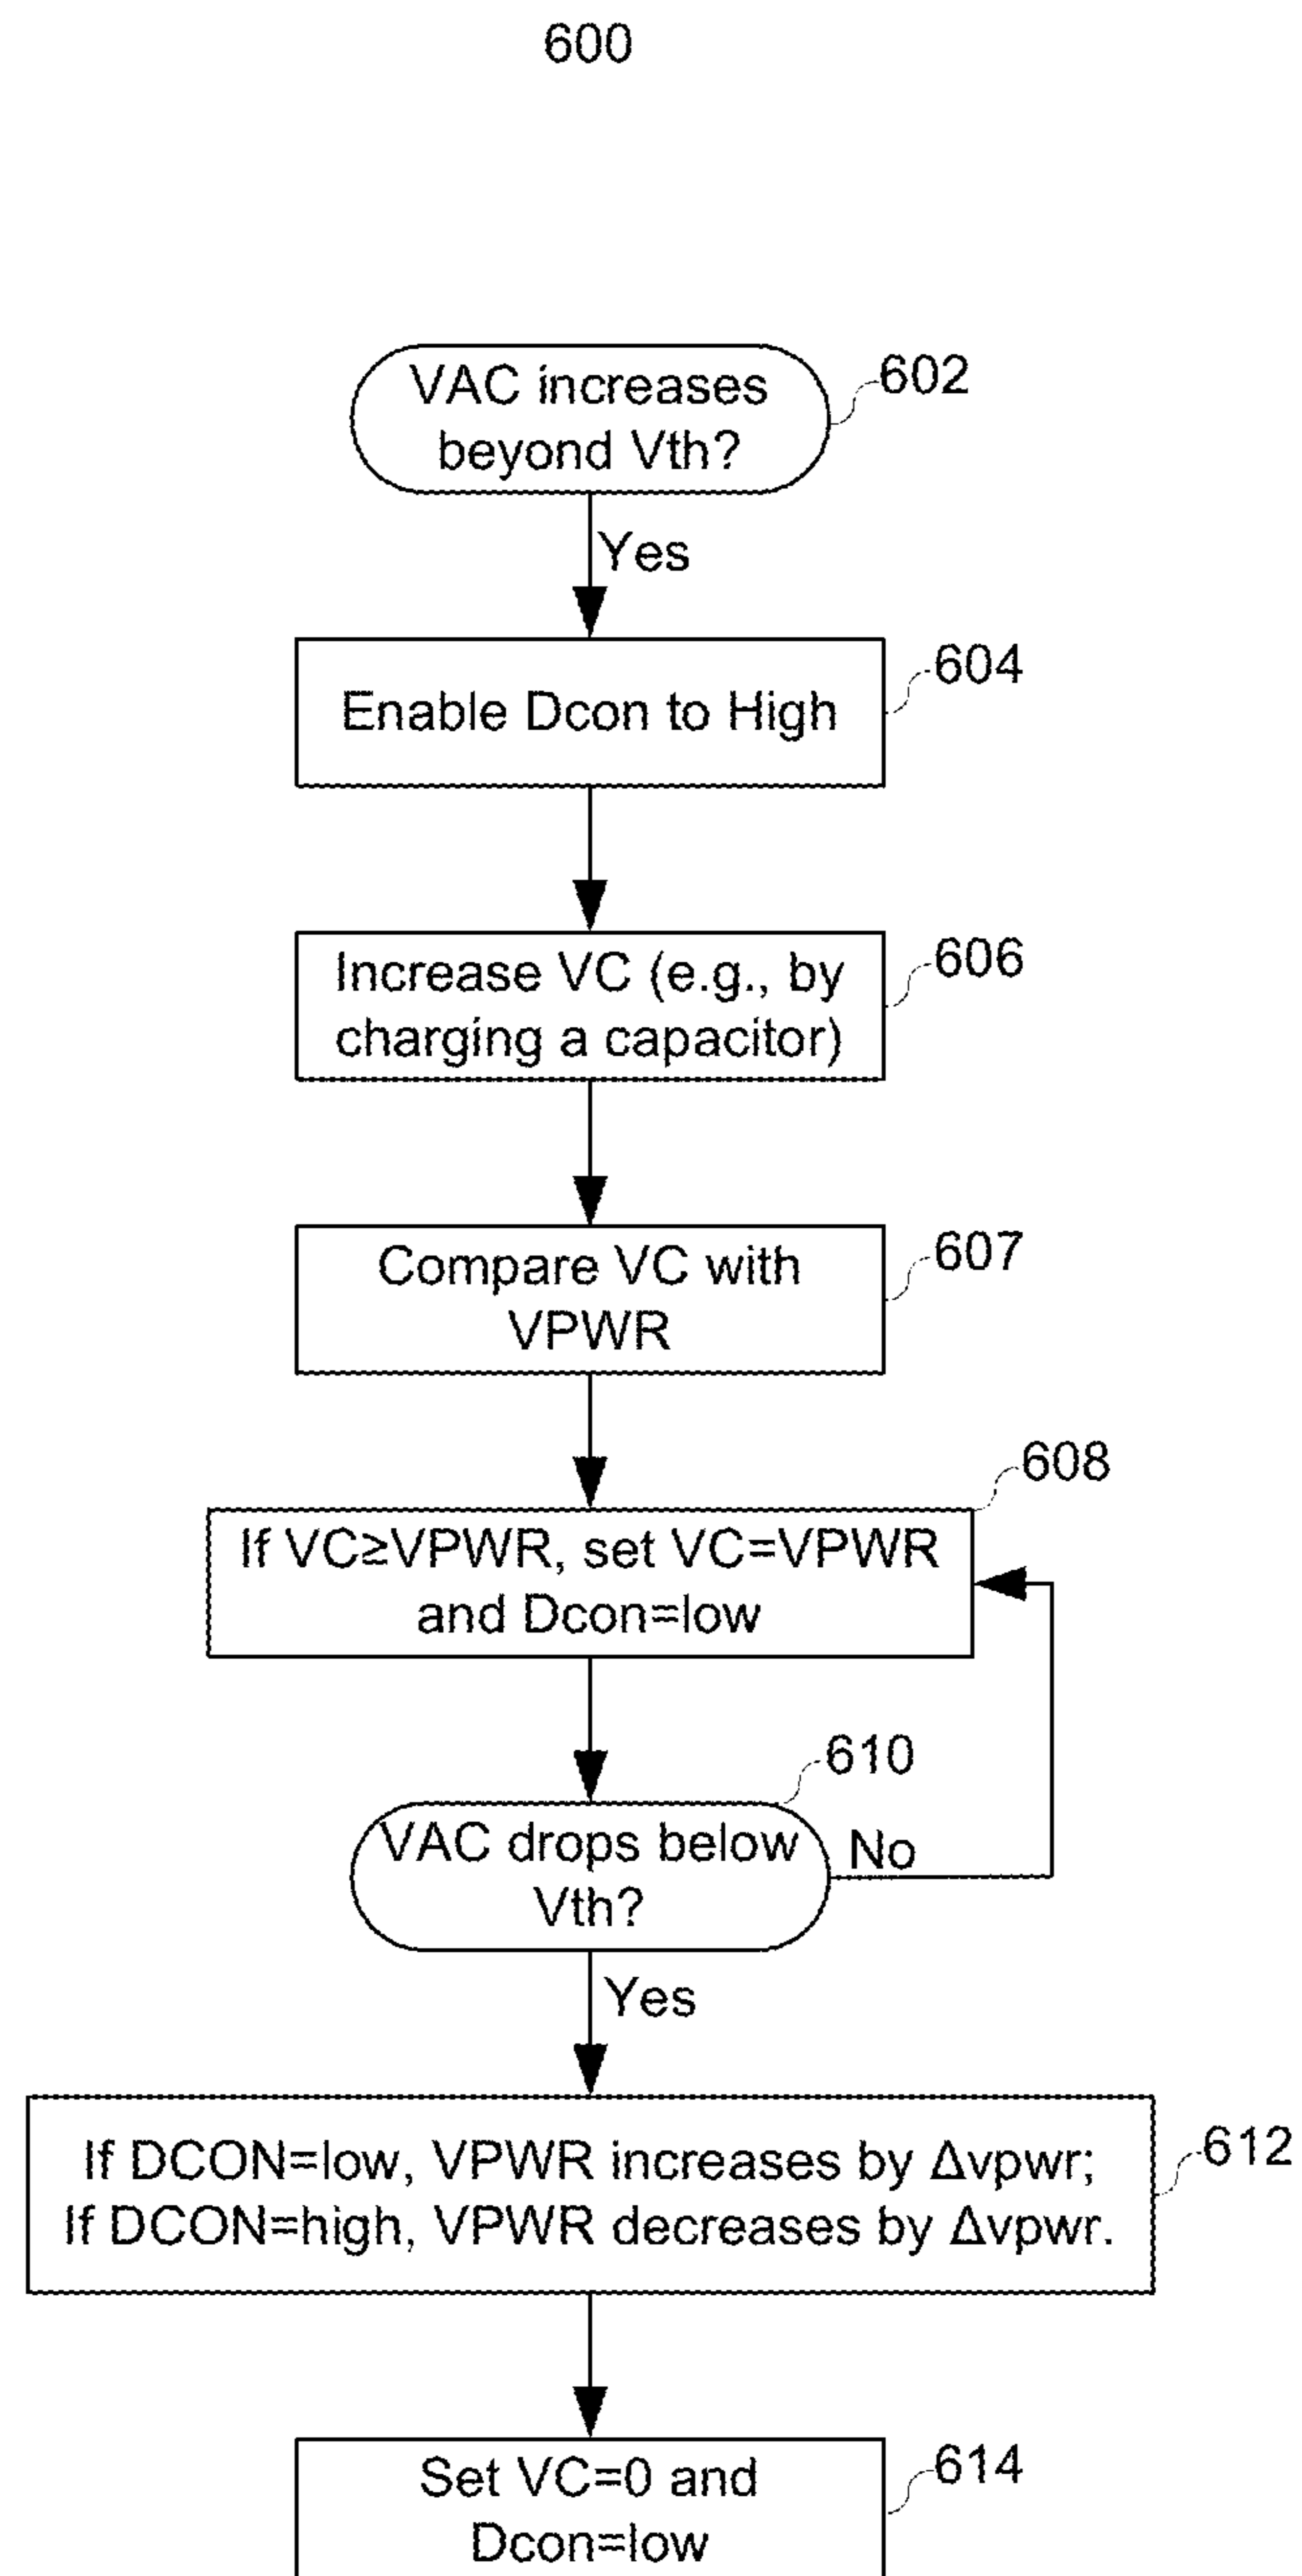 600
VAC increases
beyond Vth?
602
Yes
Enable Dcon to High
604
Increase VC (e.g., by
charging a capacitor)
606
Compare VC with
VPWR
607
608
If VC≥VPWR, set VC=VPWR
and Dcon=low
610
VAC drops below
Vth?
No
Yes
If DCON=low, VPWR increases by Δvpwr;
If DCON=high, VPWR decreases by Δvpwr.
612
Set VC=0 and
Dcon=low
614